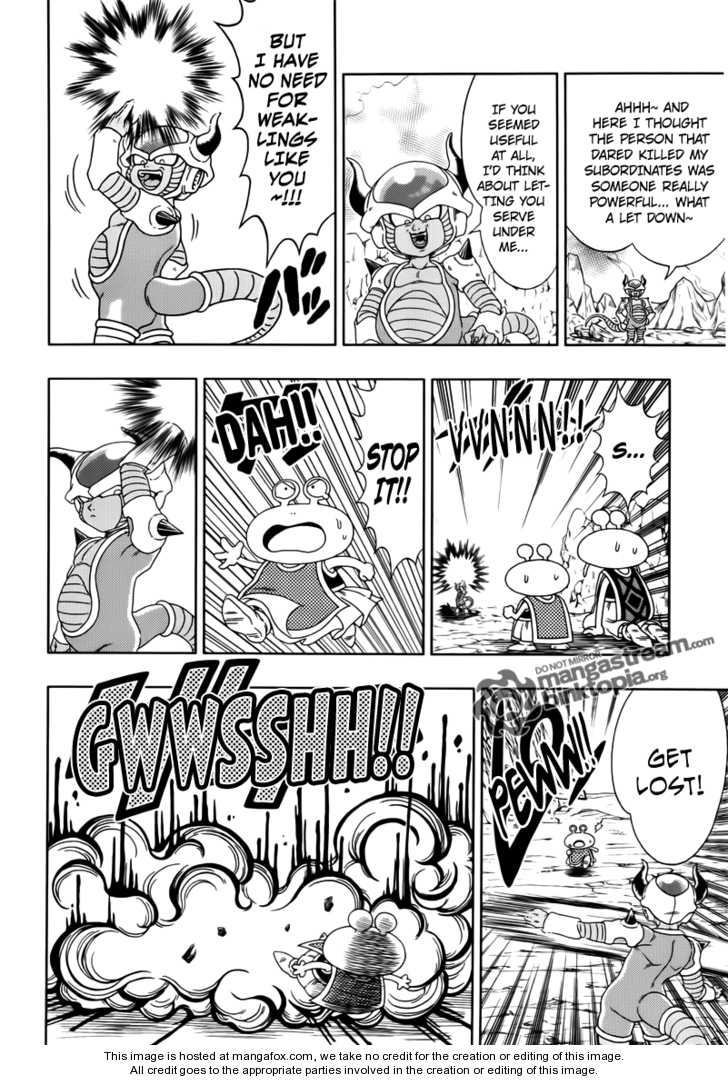 AHHH~ AND
HERE I THOUGHT
THE PERSON THAT
DARED KILLED MY
SUBORDINATES WAS
SOMEONE REALLY
POWERFUL... WHAT
A LET DOWN~
IF YOU
SEEMED
USEFUL
AT ALL,
I'D THINK
ABOUT LET-
TING YOU
SERVE
UNDER
ME...
BUT
I HAVE
NO NEED
FOR
WEAK-
LINGS
LIKE
YOU
~!!!
バッ
S...
VVNNN!!
STOP
IT!!
DAH!!
GET
LOST!
PEWW!!
DO NOT MIRROR
mangastream.com
Binktopia.org
GWWSSHH!!
This image is hosted at mangafox.com, we take no credit for the creation or editing of this image.
All credit goes to the appropriate parties involved in the creation or editing of this image.